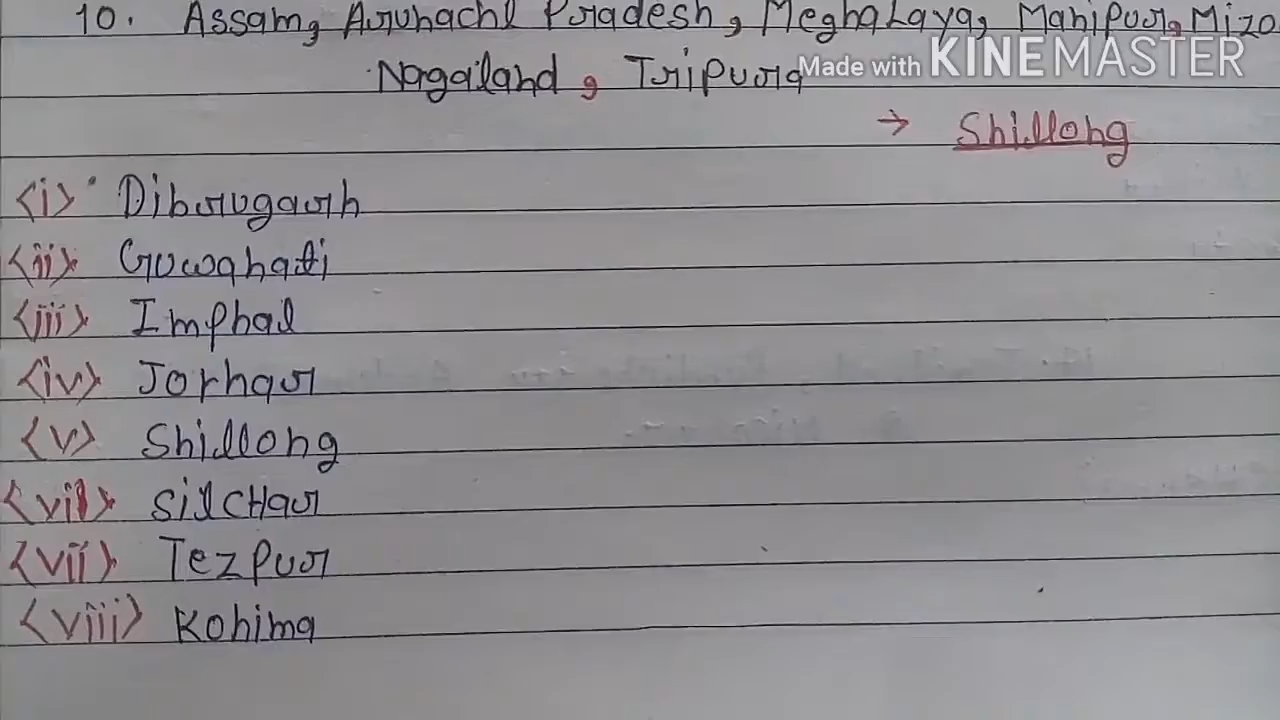 10. Assam, Arunachl Pradesh, Meghalaya, Manipur, Mizo
Nagaland, Tripura Made with KINEMASTER
→ Shillong
<i> Dibrugarh
<ii> Guwahati
<iii> Imphal
<iv> Jorhar
<v> Shillong
<vi> SilCHar
<vii> Tezpur
<viii> Kohima